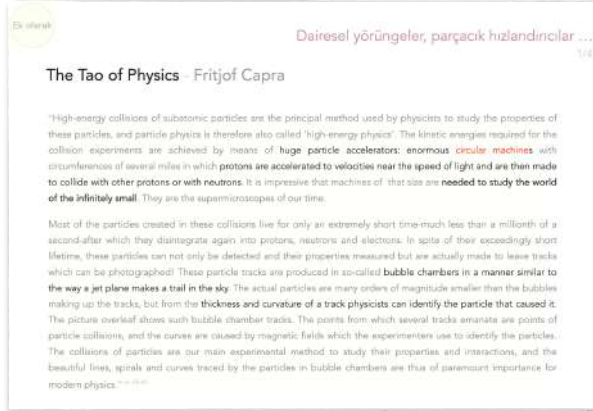 Ek olarak
Dairesel yörüngeler, parçacık hızlandırıcılar ...
1/4
The Tao of Physics - Fritjof Capra
"High-energy collisions of subatomic particles are the principal method used by physicists to study the properties of
these particles, and particle physics is therefore also called 'high-energy physics'. The kinetic energies required for the
collision experiments are achieved by means of huge particle accelerators: enormous circular machines with
circumferences of several miles in which protons are accelerated to velocities near the speed of light and are then made
to collide with other protons or with neutrons. It is impressive that machines of that size are needed to study the world
of the infinitely small. They are the supermicroscopes of our time.
Most of the particles created in these collisions live for only an extremely short time-much less than a millionth of a
second-after which they disintegrate again into protons, neutrons and electrons. In spite of their exceedingly short
lifetime, these particles can not only be detected and their properties measured but are actually made to leave tracks
which can be photographed! These particle tracks are produced in so-called bubble chambers in a manner similar to
the way a jet plane makes a trail in the sky. The actual particles are many orders of magnitude smaller than the bubbles
making up the tracks, but from the thickness and curvature of a track physicists can identify the particle that caused it.
The picture overleaf shows such bubble chamber tracks. The points from which several tracks emanate are points of
particle collisions, and the curves are caused by magnetic fields which the experimenters use to identify the particles.
The collisions of particles are our main experimental method to study their properties and interactions, and the
beautiful lines, spirals and curves traced by the particles in bubble chambers are thus of paramount importance for
modern physics.